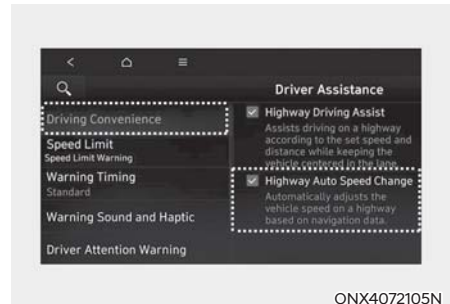 Driver Assistance
Driving Convenience
Speed Limit
Speed Limit Warning
Warning Timing
Standard
Warning Sound and Haptic
Driver Attention Warning
Highway Driving Assist
Assists driving on a highway
according to the set speed and
distance while keeping the
vehicle centered in the lane.
Highway Auto Speed Change
Automatically adjusts the
vehicle speed on a highway
based on navigation data.
ONX4072105N